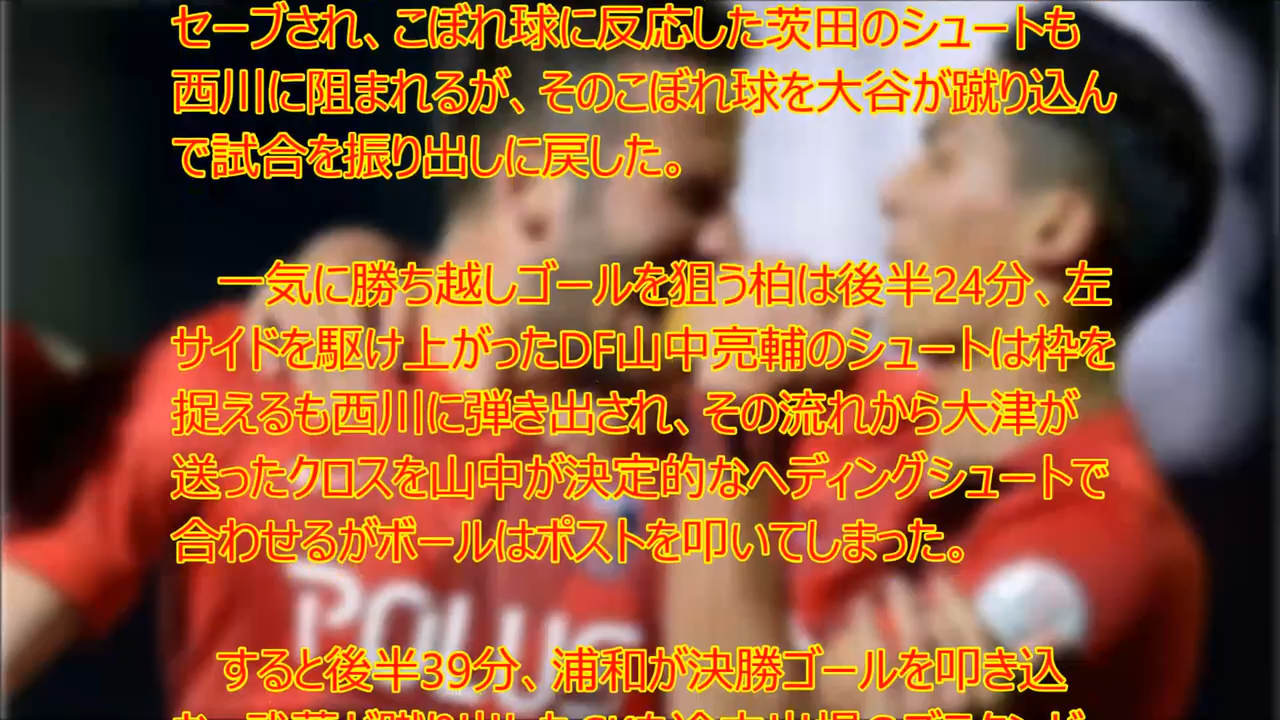 セーブされ、こぼれ球に反応した茨田のシュートも
西川に阻まれるが、そのこぼれ球を大谷が蹴り込ん
で試合を振り出しに戻した。
一気に勝ち越しゴールを狙う柏は後半24分、左
サイドを駆け上がったDF山中亮輔のシュートは枠を
捉えるも西川に弾き出され、その流れから大津が
送ったクロスを山中が決定的なヘディングシュートで
合わせるがボールはポストを叩いてしまった。
POLUS
すると後半39分、浦和が決勝ゴールを叩き込